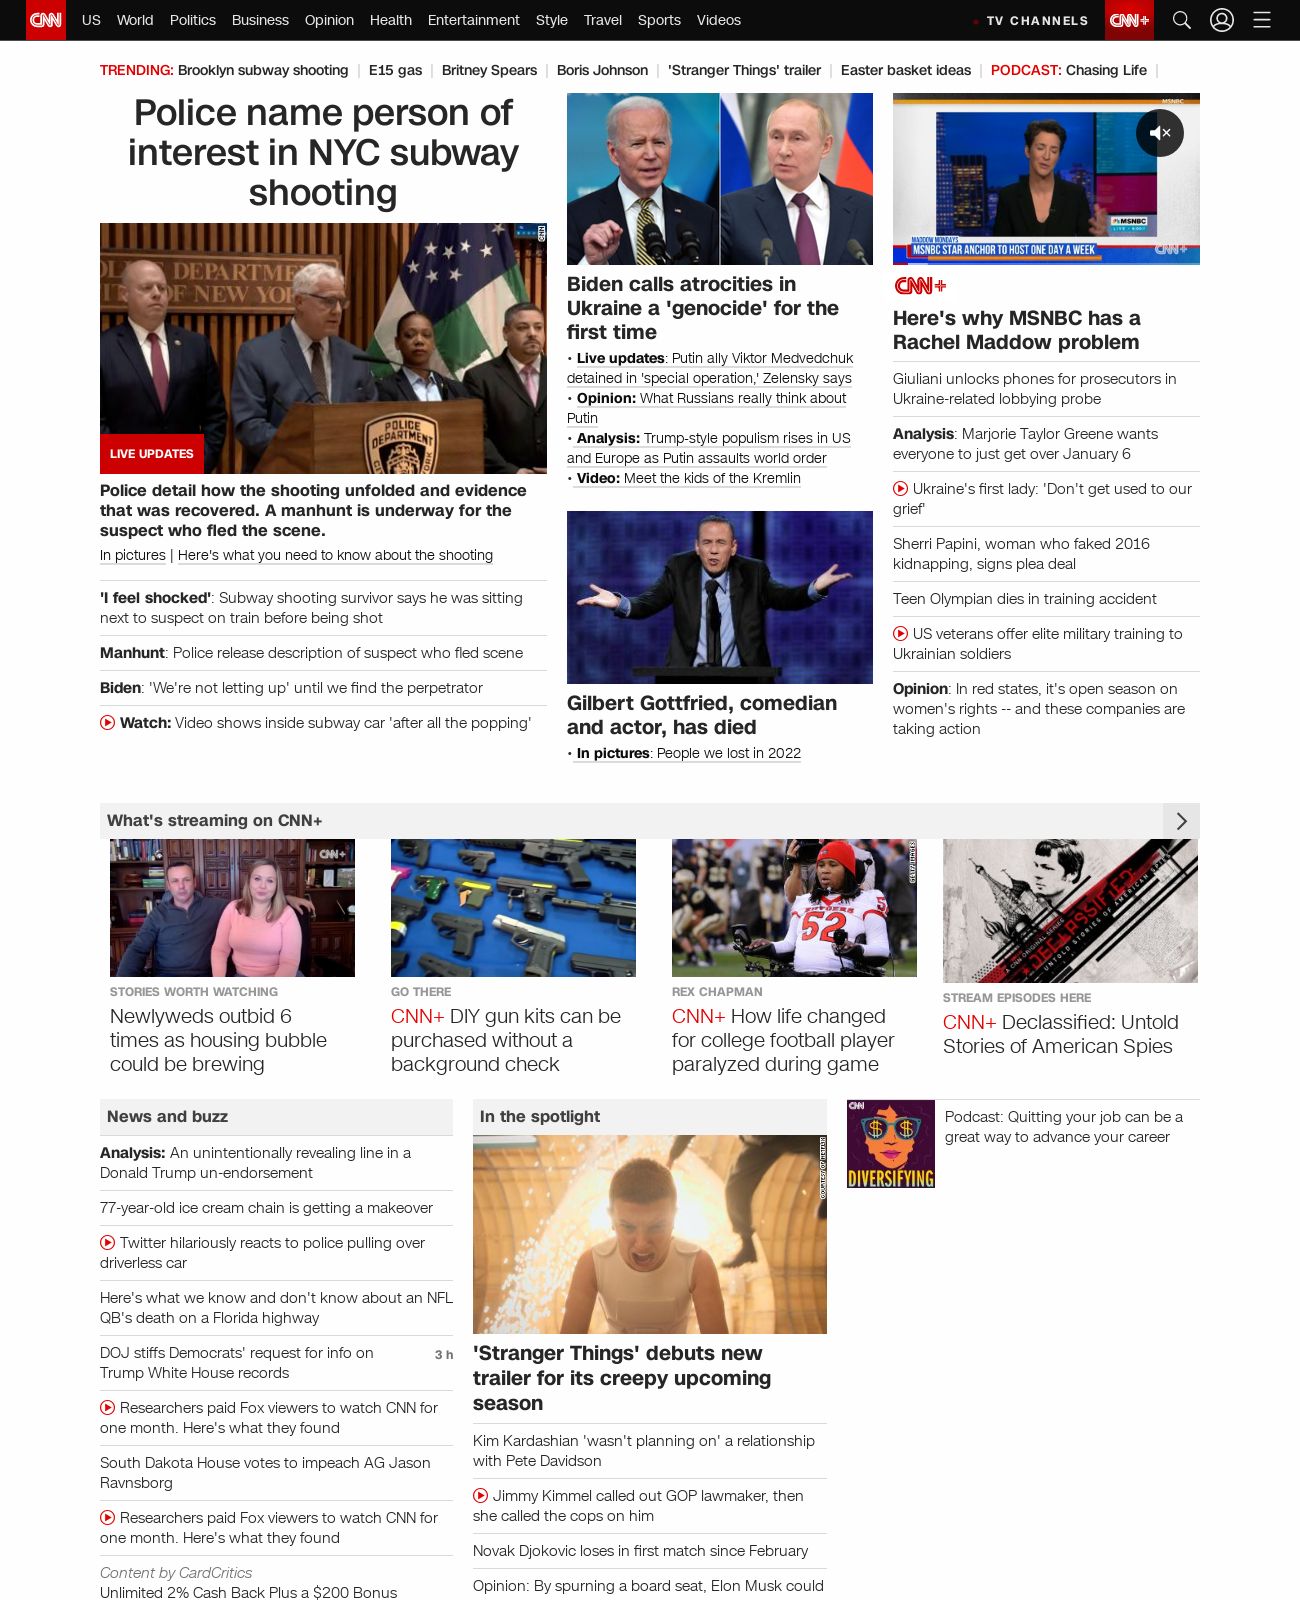 CNN US World Politics Business Opinion Health Entertainment Style Travel Sports Videos TV CHANNELS CNN+
TRENDING: Brooklyn subway shooting E15 gas Britney Spears Boris Johnson 'Stranger Things' trailer Easter basket ideas PODCAST: Chasing Life
Police name person of
interest in NYC subway
shooting
CNN
POLICE
DEPARTMENT
LIVE UPDATES
Police detail how the shooting unfolded and evidence
that was recovered. A manhunt is underway for the
suspect who fled the scene.
In pictures | Here's what you need to know about the shooting
'I feel shocked': Subway shooting survivor says he was sitting
next to suspect on train before being shot
Manhunt: Police release description of suspect who fled scene
Biden: 'We're not letting up' until we find the perpetrator
Watch: Video shows inside subway car 'after all the popping'
Biden calls atrocities in
Ukraine a 'genocide' for the
first time
• Live updates: Putin ally Viktor Medvedchuk
detained in 'special operation,' Zelensky says
• Opinion: What Russians really think about
Putin
• Analysis: Trump-style populism rises in US
and Europe as Putin assaults world order
• Video: Meet the kids of the Kremlin
Gilbert Gottfried, comedian
and actor, has died
• In pictures: People we lost in 2022
MSNBC
MSNBC
MADDOW MONDAYS
MSNBC STAR ANCHOR TO HOST ONE DAY A WEEK
CNN+
CNN+
Here's why MSNBC has a
Rachel Maddow problem
Giuliani unlocks phones for prosecutors in
Ukraine-related lobbying probe
Analysis: Marjorie Taylor Greene wants
everyone to just get over January 6
Ukraine's first lady: 'Don't get used to our
grief'
Sherri Papini, woman who faked 2016
kidnapping, signs plea deal
Teen Olympian dies in training accident
US veterans offer elite military training to
Ukrainian soldiers
Opinion: In red states, it's open season on
women's rights -- and these companies are
taking action
What's streaming on CNN+
CNN+
STORIES WORTH WATCHING
Newlyweds outbid 6
times as housing bubble
could be brewing
GO THERE
CNN+ DIY gun kits can be
purchased without a
background check
GETTY IMAGES
RUTGERS
52
REX CHAPMAN
CNN+ How life changed
for college football player
paralyzed during game
A CNN ORIGINAL SERIES
DECLASSIFIED:
UNTOLD STORIES OF AMERICAN SPIES
STREAM EPISODES HERE
CNN+ Declassified: Untold
Stories of American Spies
News and buzz
Analysis: An unintentionally revealing line in a
Donald Trump un-endorsement
77-year-old ice cream chain is getting a makeover
Twitter hilariously reacts to police pulling over
driverless car
Here's what we know and don't know about an NFL
QB's death on a Florida highway
DOJ stiffs Democrats' request for info on 3 h
Trump White House records
Researchers paid Fox viewers to watch CNN for
one month. Here's what they found
South Dakota House votes to impeach AG Jason
Ravnsborg
Researchers paid Fox viewers to watch CNN for
one month. Here's what they found
Content by CardCritics
Unlimited 2% Cash Back Plus a $200 Bonus
In the spotlight
COURTESY OF NETFLIX
'Stranger Things' debuts new
trailer for its creepy upcoming
season
Kim Kardashian 'wasn't planning on' a relationship
with Pete Davidson
Jimmy Kimmel called out GOP lawmaker, then
she called the cops on him
Novak Djokovic loses in first match since February
Opinion: By spurning a board seat, Elon Musk could
CNN
DIVERSIFYING
Podcast: Quitting your job can be a
great way to advance your career